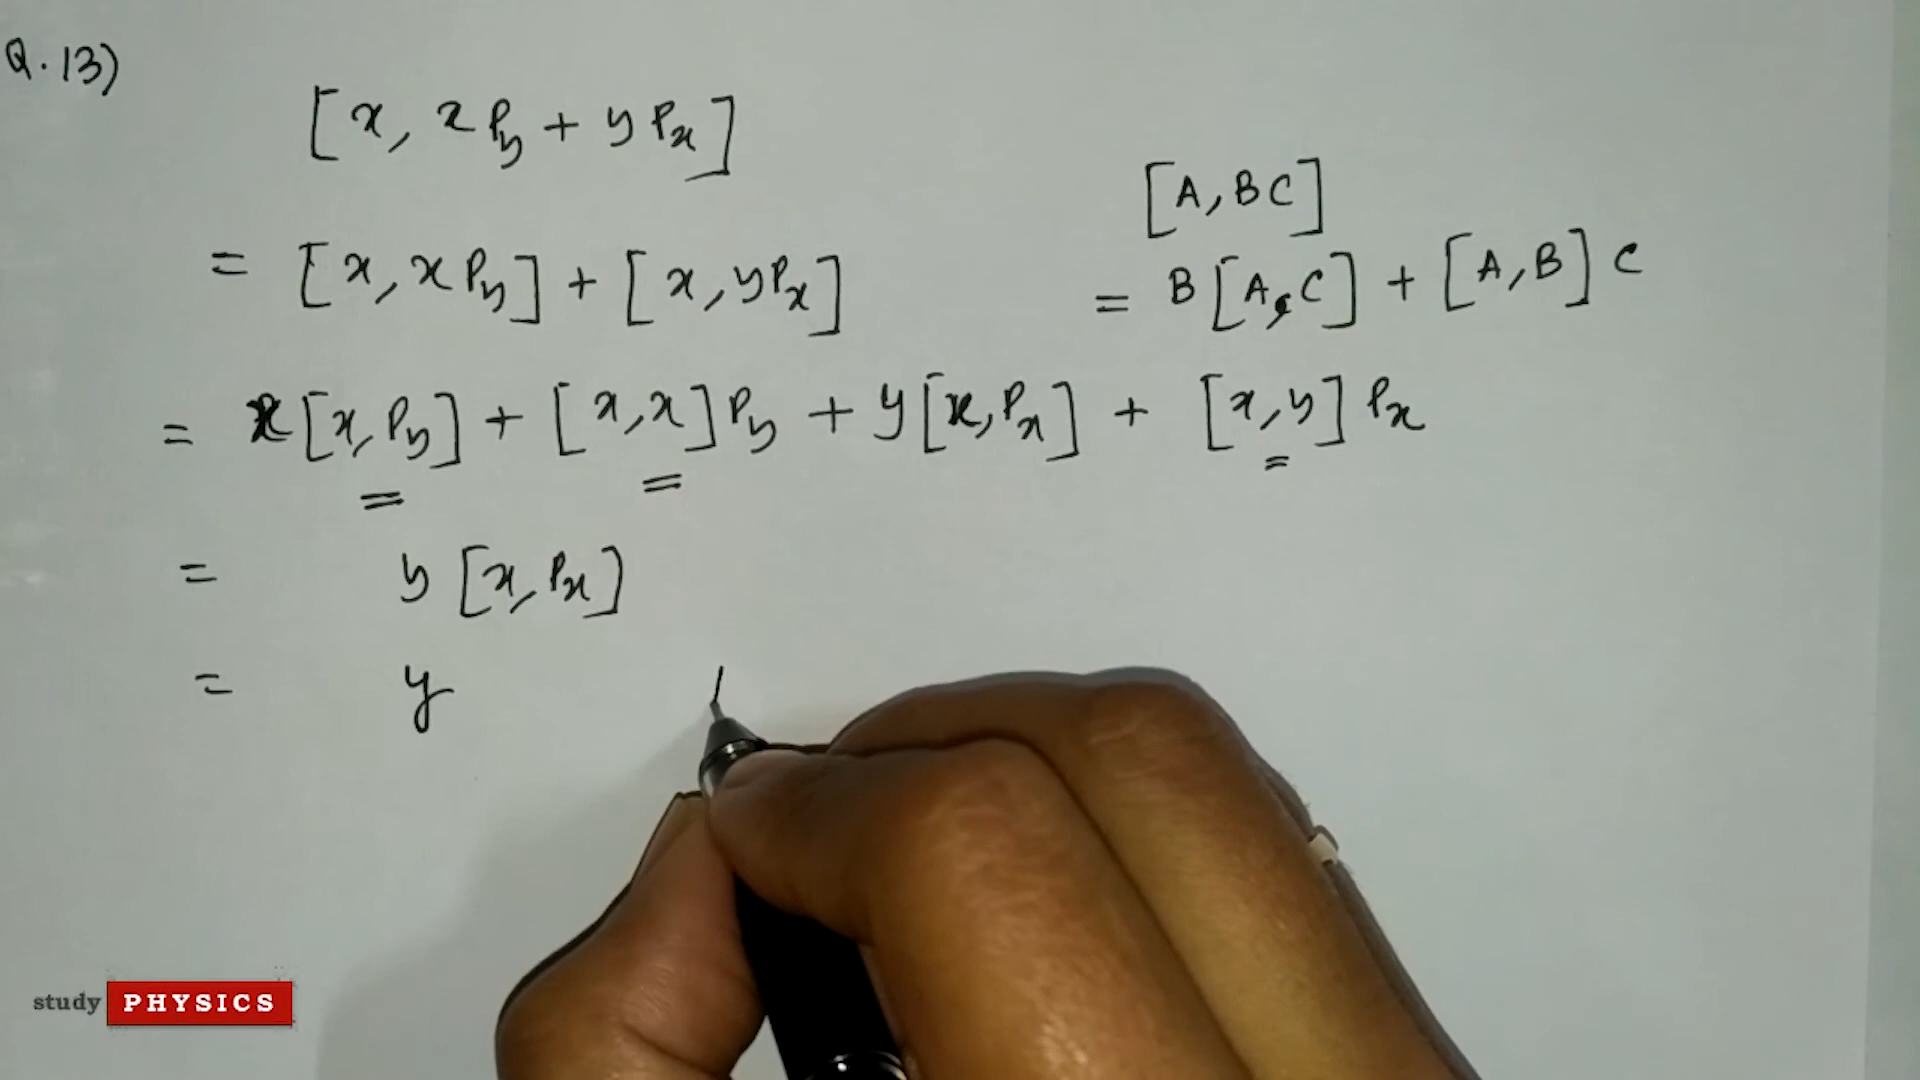 Q.13)
[x, xPy + yPx]
= [x, xPy] + [x, yPx]
[A, BC]
= B[A, C] + [A, B] C
= x[x, Py] + [x, x]Py + y[x, Px] + [x, y] Px
= y [x, Px]
= y
study PHYSICS